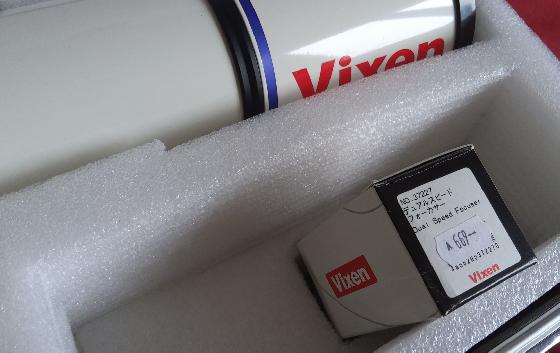 Vixen
NO.37227
デュアルスピード
フォーカサー
Dual Speed Focuser
669--
Vixen
Vixen